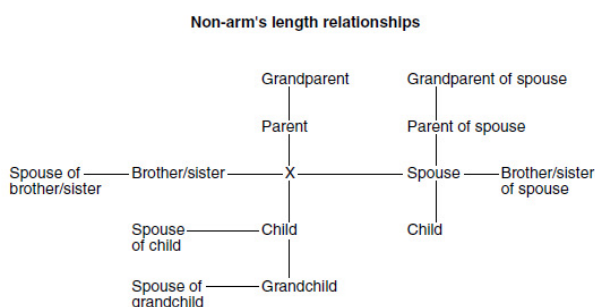 Non-arm's length relationships
Grandparent
Grandparent of spouse
Parent
Parent of spouse
Spouse of
brother/sister
Brother/sister
X
Spouse
Brother/sister
of spouse
Spouse
of child
Child
Child
Spouse of
grandchild
Grandchild